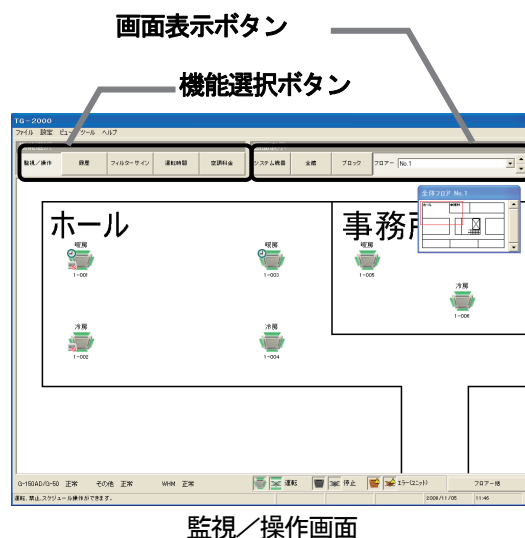 画面表示ボタン
機能選択ボタン
TG-2000
ファイル 設定 ビュー ツール ヘルプ
監視/操作 履歴 フィルターサイン 運転時間 空調料金 システム機器 全館 ブロック フロアー No.1
全体フロア No.1
ホール
事務所
暖房 暖房 暖房
1-001 1-003 1-005
冷房
1-006
冷房 冷房
1-002 1-004
G-150AD/G-50 正常 その他 正常 WHM 正常 運転 停止 エラー(ユニット) フロアー一括
運転、禁止、スケジュール操作ができます。 2008/11/05 11:46
監視/操作画面